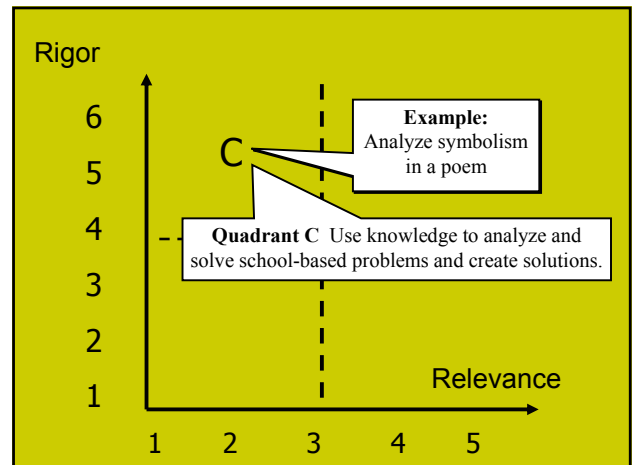 Rigor
6
Example:
Analyze symbolism
in a poem
C
5
4
Quadrant C Use knowledge to analyze and
solve school-based problems and create solutions.
3
2
Relevance
1
1 2 3 4 5